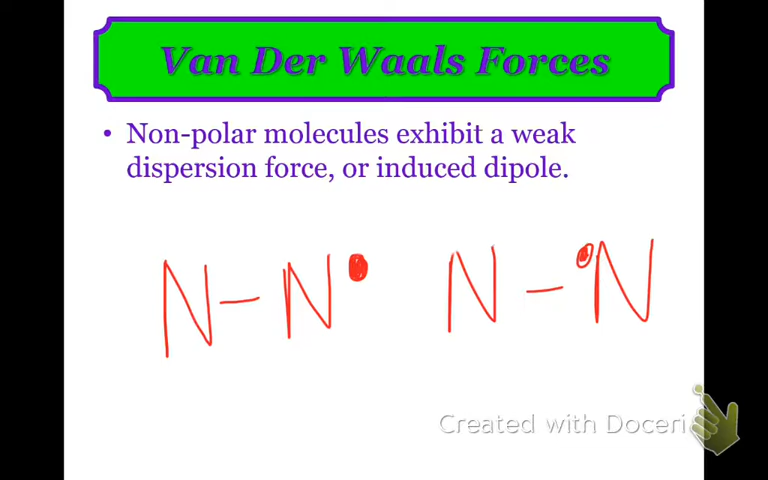 Van Der Waals Forces
• Non-polar molecules exhibit a weak
dispersion force, or induced dipole.
N – N N – N
Created with Doceri